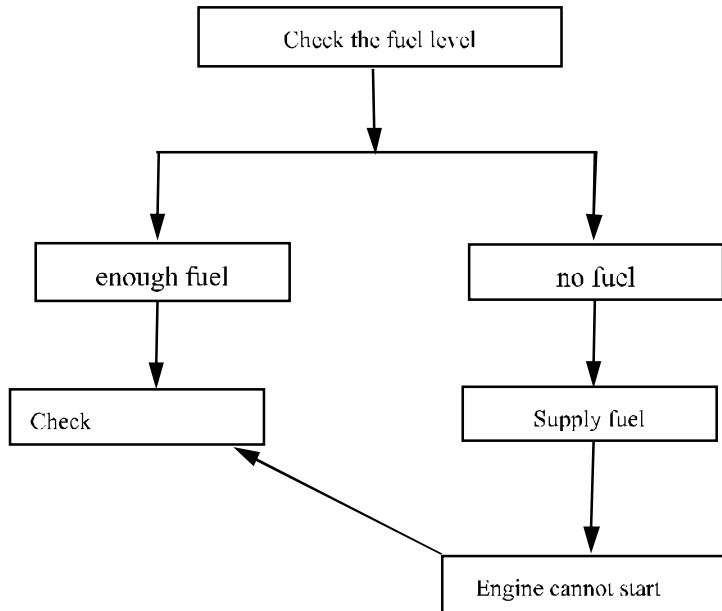 Check the fuel level
enough fuel
no fuel
Check
Supply fuel
Engine cannot start